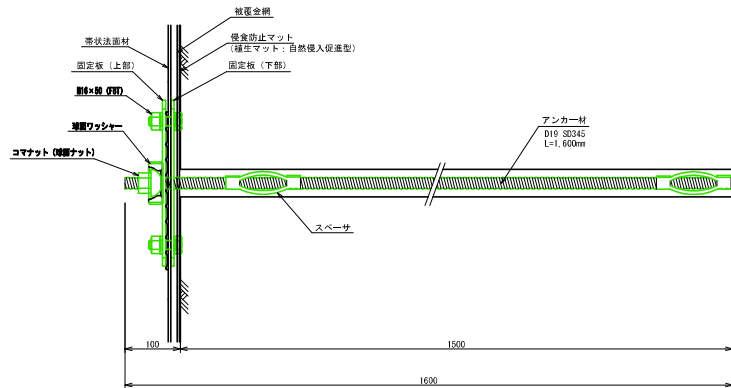 被覆金網
帯状法面材
侵食防止マット
(植生マット：自然侵入促進型)
固定板（上部）
固定板（下部）
M16×50 (F8T)
球面ワッシャー
コマナット（球面ナット）
アンカー材
D19 SD345
L=1,600mm
スペーサ
100
1500
1600